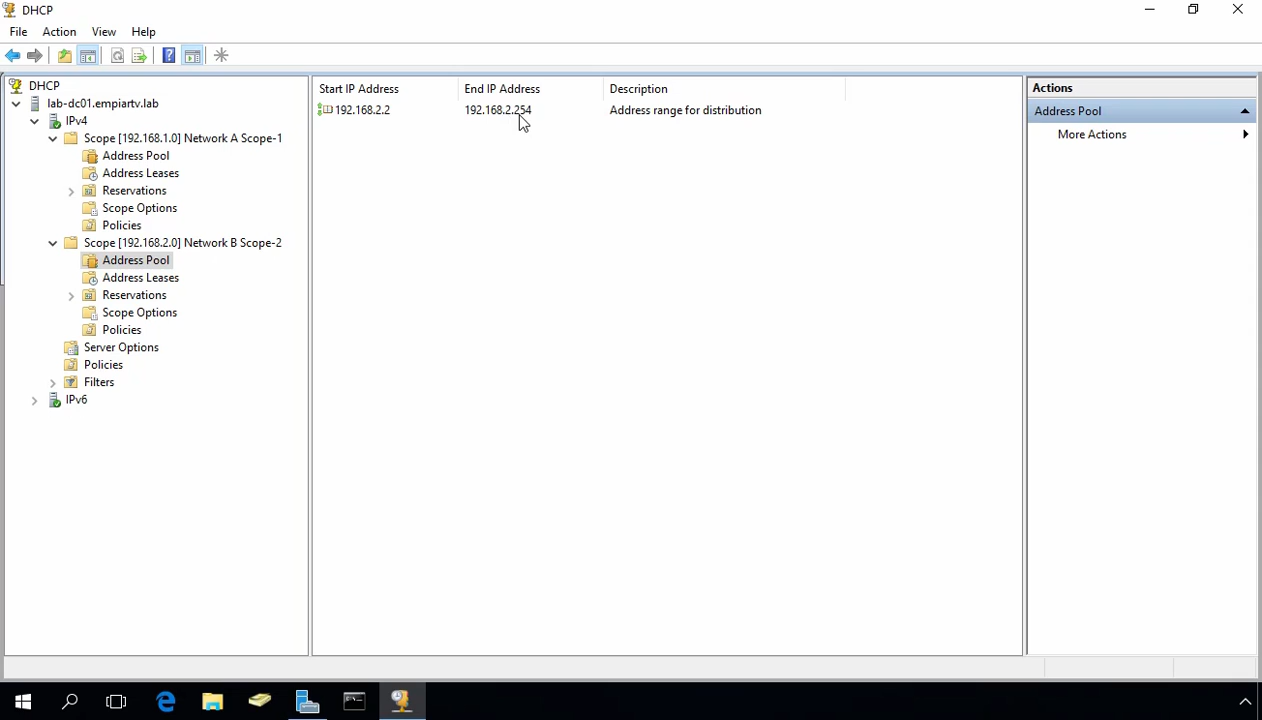 DHCP
File Action View Help
DHCP
lab-dc01.empiartv.lab
IPv4
Scope [192.168.1.0] Network A Scope-1
Address Pool
Address Leases
Reservations
Scope Options
Policies
Scope [192.168.2.0] Network B Scope-2
Address Pool
Address Leases
Reservations
Scope Options
Policies
Server Options
Policies
Filters
IPv6
Start IP Address End IP Address Description
192.168.2.2 192.168.2.254 Address range for distribution
Actions
Address Pool
More Actions